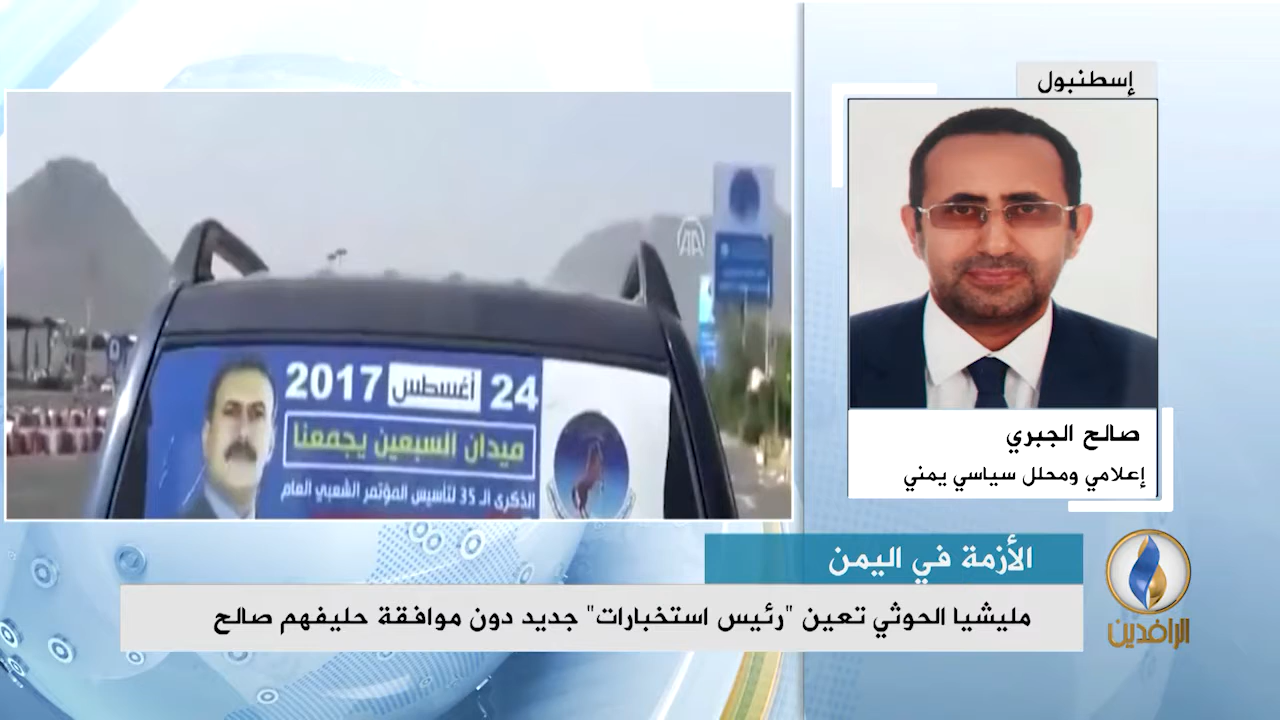 إسطنبول
صالح الجبري
إعلامي ومحلل سياسي يمني
AA
24 أغسطس 2017
ميدان السبعين يجمعنا
الذكرى الـ 35 لتأسيس المؤتمر الشعبي العام
الأزمة في اليمن
مليشيا الحوثي تعين "رئيس استخبارات" جديد دون موافقة حليفهم صالح
الرافدين